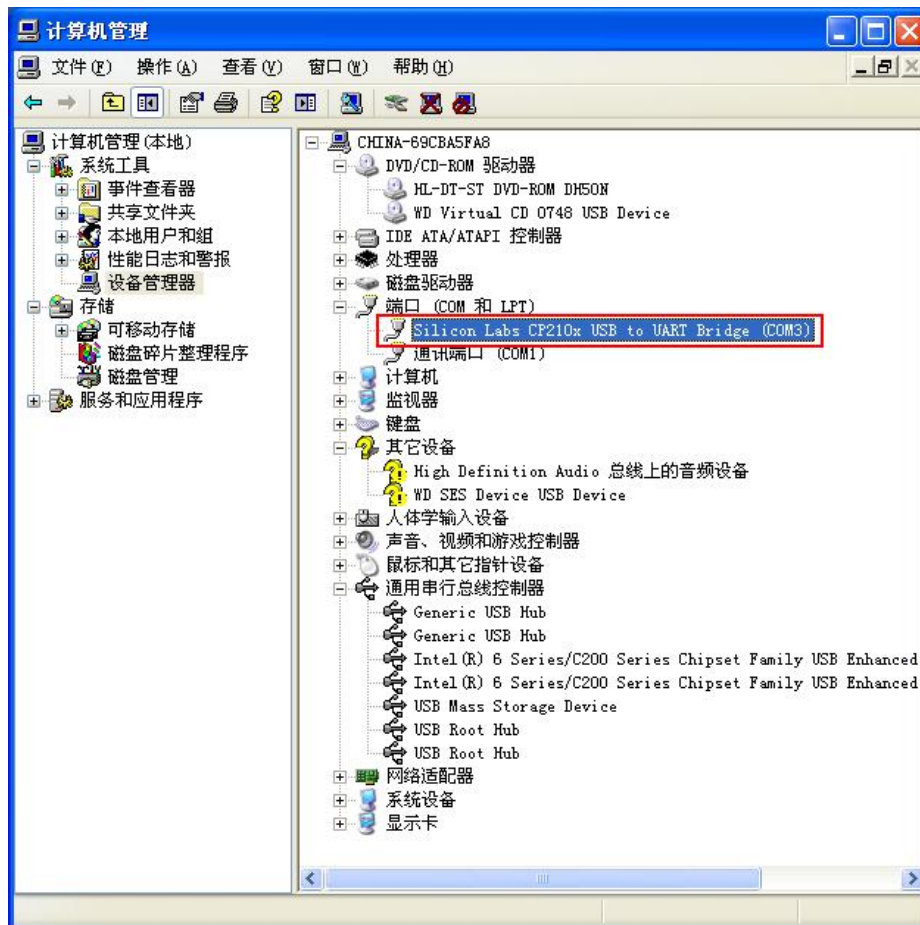 计算机管理
文件(F) 操作(A) 查看(V) 窗口(W) 帮助(H)
计算机管理(本地)
系统工具
事件查看器
共享文件夹
本地用户和组
性能日志和警报
设备管理器
存储
可移动存储
磁盘碎片整理程序
磁盘管理
服务和应用程序
CHINA-69CBA5FA8
DVD/CD-ROM 驱动器
HL-DT-ST DVD-ROM DH50N
WD Virtual CD 0748 USB Device
IDE ATA/ATAPI 控制器
处理器
磁盘驱动器
端口 (COM 和 LPT)
Silicon Labs CP210x USB to UART Bridge (COM3)
通讯端口 (COM1)
计算机
监视器
键盘
其它设备
High Definition Audio 总线上的音频设备
WD SES Device USB Device
人体学输入设备
声音、视频和游戏控制器
鼠标和其它指针设备
通用串行总线控制器
Generic USB Hub
Generic USB Hub
Intel(R) 6 Series/C200 Series Chipset Family USB Enhanced
Intel(R) 6 Series/C200 Series Chipset Family USB Enhanced
USB Mass Storage Device
USB Root Hub
USB Root Hub
网络适配器
系统设备
显示卡